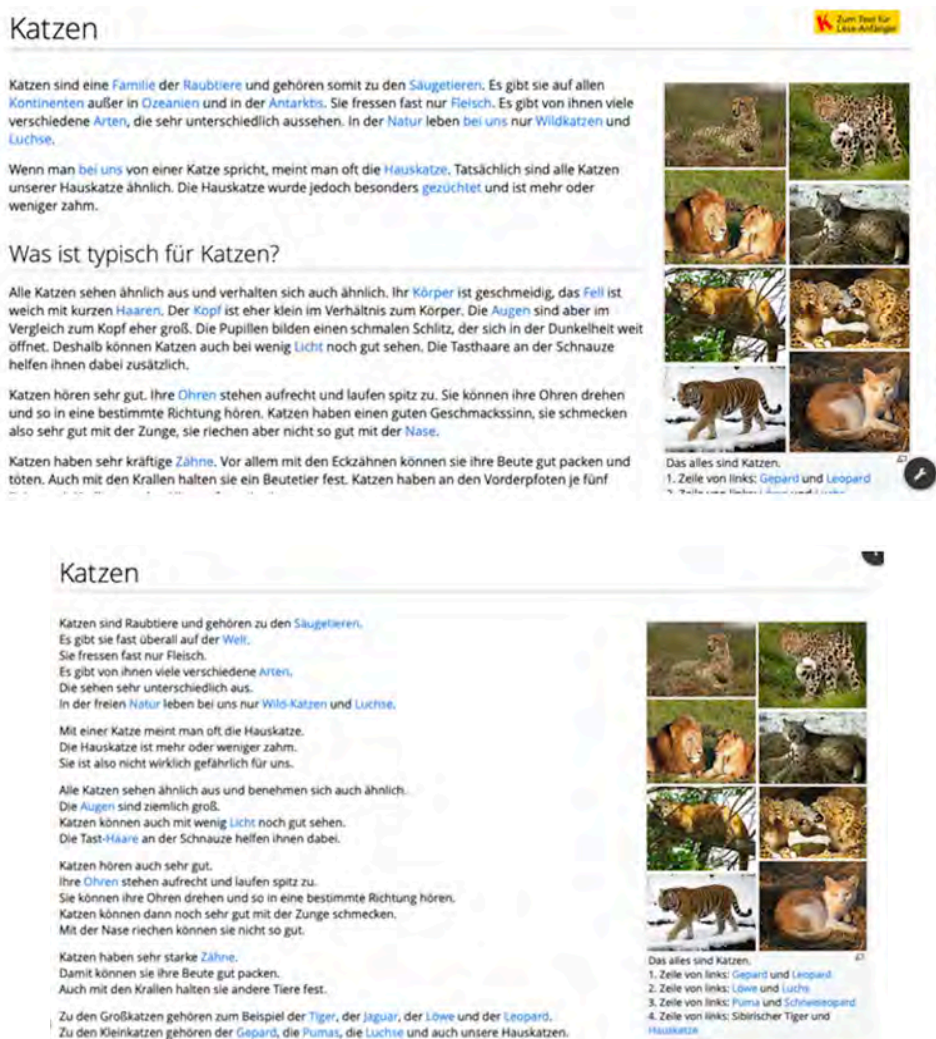 Katzen
Zum Text für
Lese-Anfänger
Katzen sind eine Familie der Raubtiere und gehören somit zu den Säugetieren. Es gibt sie auf allen
Kontinenten außer in Ozeanien und in der Antarktis. Sie fressen fast nur Fleisch. Es gibt von ihnen viele
verschiedene Arten, die sehr unterschiedlich aussehen. In der Natur leben bei uns nur Wildkatzen und
Luchse.
Wenn man bei uns von einer Katze spricht, meint man oft die Hauskatze. Tatsächlich sind alle Katzen
unserer Hauskatze ähnlich. Die Hauskatze wurde jedoch besonders gezüchtet und ist mehr oder
weniger zahm.
Was ist typisch für Katzen?
Alle Katzen sehen ähnlich aus und verhalten sich auch ähnlich. Ihr Körper ist geschmeidig, das Fell ist
weich mit kurzen Haaren. Der Kopf ist eher klein im Verhältnis zum Körper. Die Augen sind aber im
Vergleich zum Kopf eher groß. Die Pupillen bilden einen schmalen Schlitz, der sich in der Dunkelheit weit
öffnet. Deshalb können Katzen auch bei wenig Licht noch gut sehen. Die Tasthaare an der Schnauze
helfen ihnen dabei zusätzlich.
Katzen hören sehr gut. Ihre Ohren stehen aufrecht und laufen spitz zu. Sie können ihre Ohren drehen
und so in eine bestimmte Richtung hören. Katzen haben einen guten Geschmackssinn, sie schmecken
also sehr gut mit der Zunge, sie riechen aber nicht so gut mit der Nase.
Katzen haben sehr kräftige Zähne. Vor allem mit den Eckzähnen können sie ihre Beute gut packen und
töten. Auch mit den Krallen halten sie ein Beutetier fest. Katzen haben an den Vorderpfoten je fünf
Das alles sind Katzen.
1. Zeile von links: Gepard und Leopard
2. Zeile von links: Löwe und Luchs
Katzen
Katzen sind Raubtiere und gehören zu den Säugetieren.
Es gibt sie fast überall auf der Welt.
Sie fressen fast nur Fleisch.
Es gibt von ihnen viele verschiedene Arten.
Die sehen sehr unterschiedlich aus.
In der freien Natur leben bei uns nur Wild-Katzen und Luchse.
Mit einer Katze meint man oft die Hauskatze.
Die Hauskatze ist mehr oder weniger zahm.
Sie ist also nicht wirklich gefährlich für uns.
Alle Katzen sehen ähnlich aus und benehmen sich auch ähnlich.
Die Augen sind ziemlich groß.
Katzen können auch mit wenig Licht noch gut sehen.
Die Tast-Haare an der Schnauze helfen ihnen dabei.
Katzen hören auch sehr gut.
Ihre Ohren stehen aufrecht und laufen spitz zu.
Sie können ihre Ohren drehen und so in eine bestimmte Richtung hören.
Katzen können dann noch sehr gut mit der Zunge schmecken.
Mit der Nase riechen können sie nicht so gut.
Katzen haben sehr starke Zähne.
Damit können sie ihre Beute gut packen.
Auch mit den Krallen halten sie andere Tiere fest.
Zu den Großkatzen gehören zum Beispiel der Tiger, der Jaguar, der Löwe und der Leopard.
Zu den Kleinkatzen gehören der Gepard, die Pumas, die Luchse und auch unsere Hauskatzen.
Das alles sind Katzen.
1. Zeile von links: Gepard und Leopard
2. Zeile von links: Löwe und Luchs
3. Zeile von links: Puma und Schneeleopard
4. Zeile von links: Sibirischer Tiger und
Hauskatze